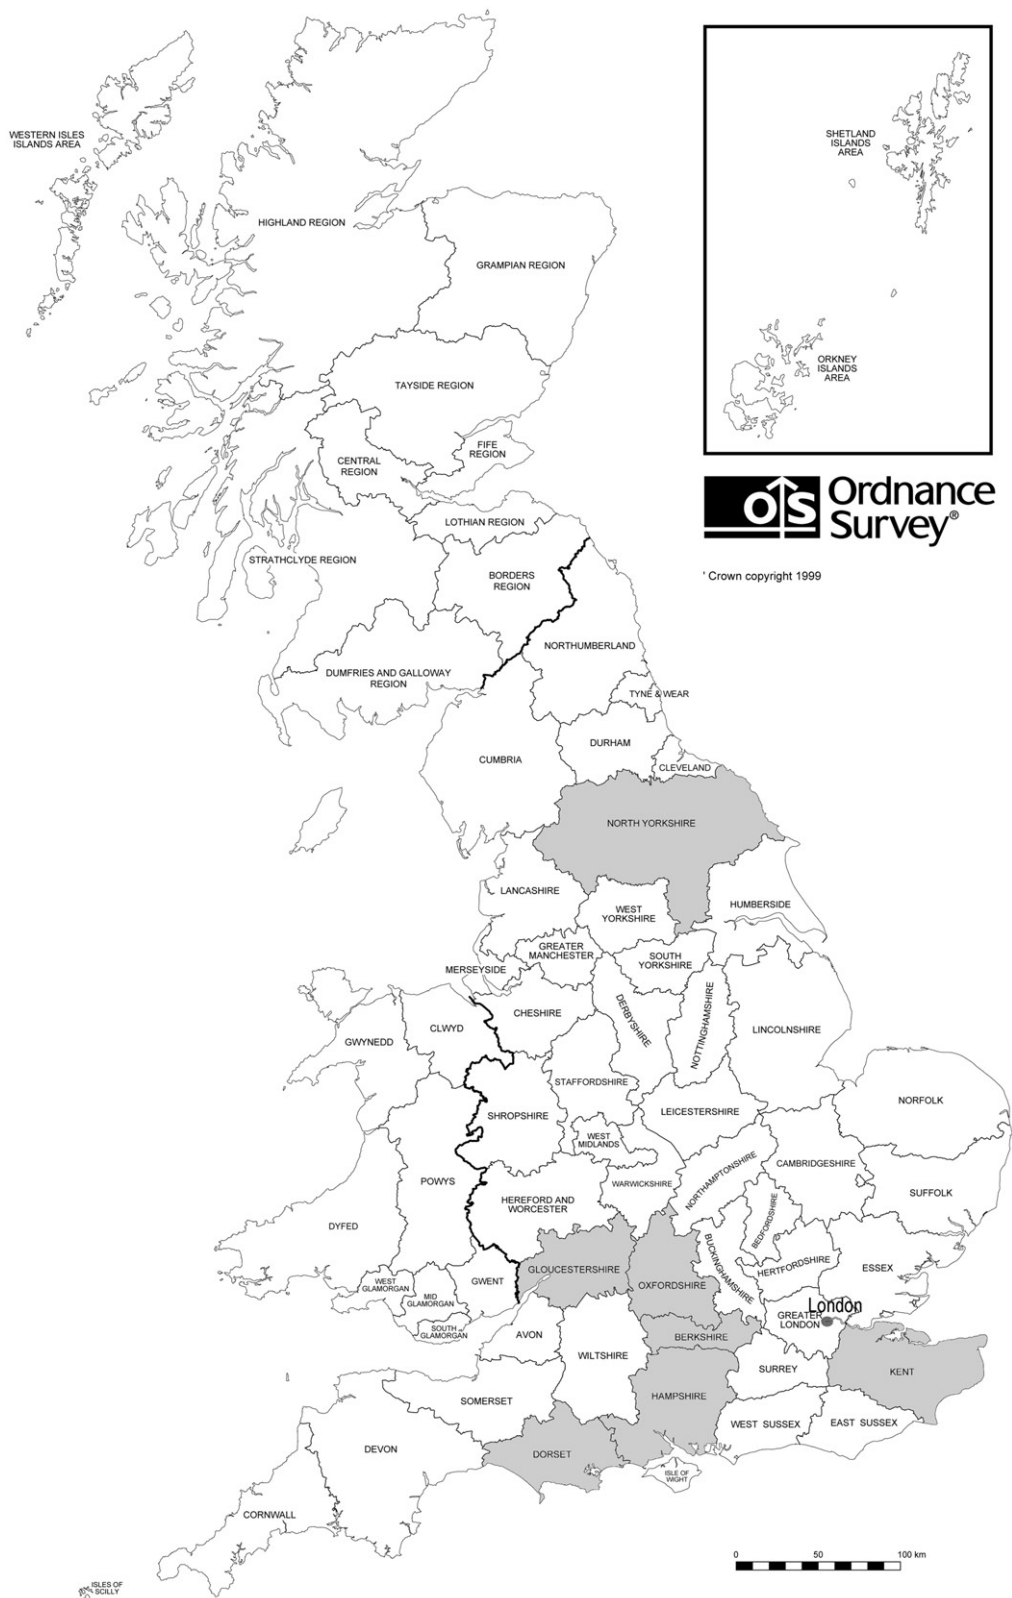 WESTERN ISLES
ISLANDS AREA
SHETLAND
ISLANDS
AREA
HIGHLAND REGION
GRAMPIAN REGION
ORKNEY
ISLANDS
AREA
TAYSIDE REGION
FIFE
REGION
CENTRAL
REGION
OS Ordnance
Survey®
LOTHIAN REGION
STRATHCLYDE REGION
BORDERS
REGION
' Crown copyright 1999
NORTHUMBERLAND
DUMFRIES AND GALLOWAY
REGION
TYNE & WEAR
DURHAM
CUMBRIA
CLEVELAND
NORTH YORKSHIRE
LANCASHIRE
HUMBERSIDE
WEST
YORKSHIRE
GREATER
MANCHESTER
SOUTH
YORKSHIRE
MERSEYSIDE
CHESHIRE
DERBYSHIRE
NOTTINGHAMSHIRE
LINCOLNSHIRE
CLWYD
GWYNEDD
STAFFORDSHIRE
NORFOLK
SHROPSHIRE
LEICESTERSHIRE
WEST
MIDLANDS
CAMBRIDGESHIRE
NORTHAMPTONSHIRE
POWYS
WARWICKSHIRE
SUFFOLK
HEREFORD AND
WORCESTER
BEDFORDSHIRE
DYFED
BUCKINGHAMSHIRE
HERTFORDSHIRE
ESSEX
GLOUCESTERSHIRE
OXFORDSHIRE
WEST
GLAMORGAN
GWENT
MID
GLAMORGAN
London
GREATER
LONDON
SOUTH
GLAMORGAN
AVON
BERKSHIRE
WILTSHIRE
SURREY
KENT
SOMERSET
HAMPSHIRE
WEST SUSSEX
EAST SUSSEX
DEVON
DORSET
ISLE OF
WIGHT
CORNWALL
0 50 100 km
ISLES OF
SCILLY